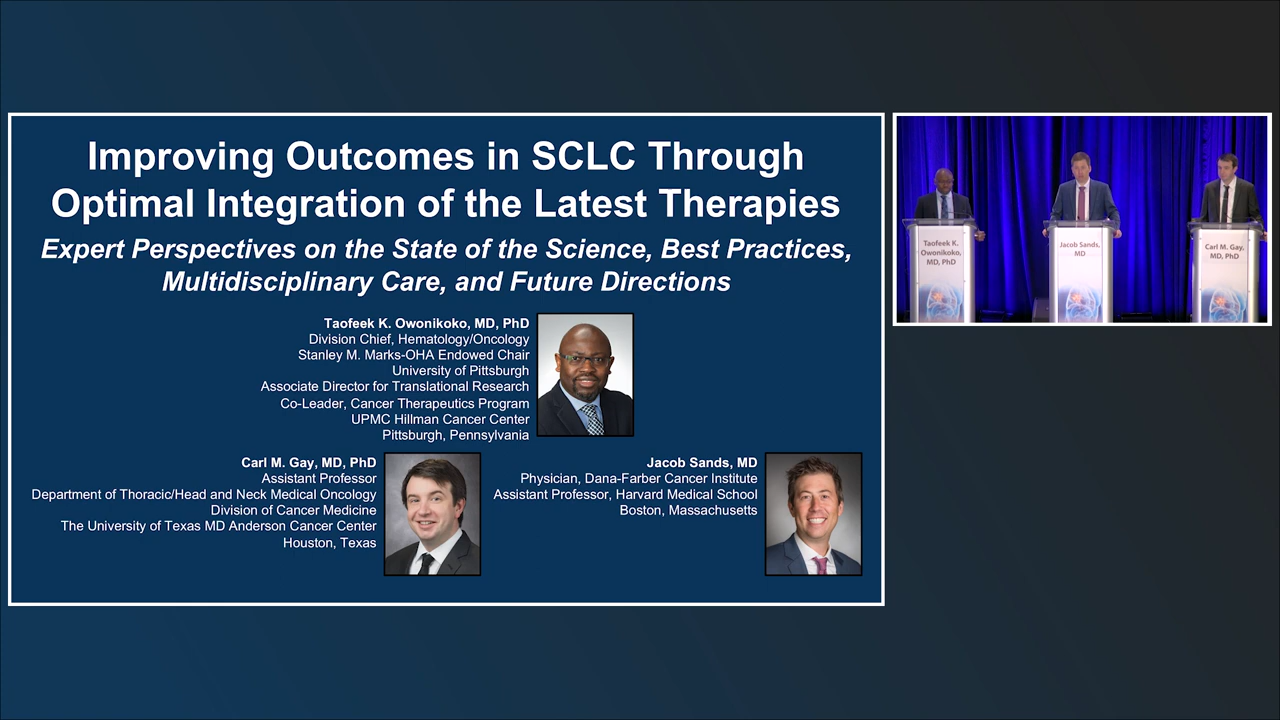 Improving Outcomes in SCLC Through
Optimal Integration of the Latest Therapies
Expert Perspectives on the State of the Science, Best Practices,
Multidisciplinary Care, and Future Directions
Taofeek K. Owonikoko, MD, PhD
Division Chief, Hematology/Oncology
Stanley M. Marks-OHA Endowed Chair
University of Pittsburgh
Associate Director for Translational Research
Co-Leader, Cancer Therapeutics Program
UPMC Hillman Cancer Center
Pittsburgh, Pennsylvania
Carl M. Gay, MD, PhD
Assistant Professor
Department of Thoracic/Head and Neck Medical Oncology
Division of Cancer Medicine
The University of Texas MD Anderson Cancer Center
Houston, Texas
Jacob Sands, MD
Physician, Dana-Farber Cancer Institute
Assistant Professor, Harvard Medical School
Boston, Massachusetts
Taofeek K.
Owonikoko,
MD, PhD
Jacob Sands,
MD
Carl M. Gay,
MD, PhD